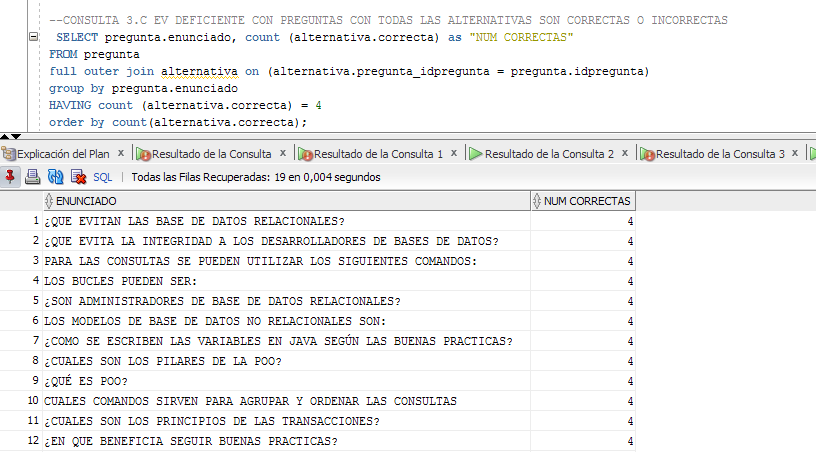 --CONSULTA 3.C EV DEFICIENTE CON PREGUNTAS CON TODAS LAS ALTERNATIVAS SON CORRECTAS O INCORRECTAS
SELECT pregunta.enunciado, count (alternativa.correcta) as "NUM CORRECTAS"
FROM pregunta
full outer join alternativa on (alternativa.pregunta_idpregunta = pregunta.idpregunta)
group by pregunta.enunciado
HAVING count (alternativa.correcta) = 4
order by count(alternativa.correcta);
Explicación del Plan x Resultado de la Consulta x Resultado de la Consulta 1 x Resultado de la Consulta 2 x Resultado de la Consulta 3 x
SQL | Todas las Filas Recuperadas: 19 en 0,004 segundos
ENUNCIADO NUM CORRECTAS
1 ¿QUE EVITAN LAS BASE DE DATOS RELACIONALES? 4
2 ¿QUE EVITA LA INTEGRIDAD A LOS DESARROLLADORES DE BASES DE DATOS? 4
3 PARA LAS CONSULTAS SE PUEDEN UTILIZAR LOS SIGUIENTES COMANDOS: 4
4 LOS BUCLES PUEDEN SER: 4
5 ¿SON ADMINISTRADORES DE BASE DE DATOS RELACIONALES? 4
6 LOS MODELOS DE BASE DE DATOS NO RELACIONALES SON: 4
7 ¿COMO SE ESCRIBEN LAS VARIABLES EN JAVA SEGÚN LAS BUENAS PRACTICAS? 4
8 ¿CUALES SON LOS PILARES DE LA POO? 4
9 ¿QUÉ ES POO? 4
10 CUALES COMANDOS SIRVEN PARA AGRUPAR Y ORDENAR LAS CONSULTAS 4
11 ¿CUALES SON LOS PRINCIPIOS DE LAS TRANSACCIONES? 4
12 ¿EN QUE BENEFICIA SEGUIR BUENAS PRACTICAS? 4